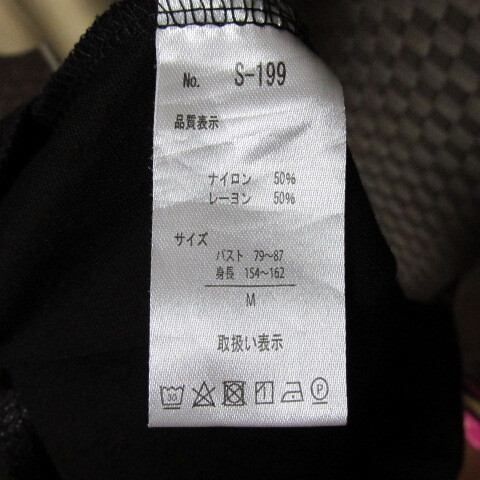 No. S-199
品質表示
ナイロン 50%
レーヨン 50%
サイズ
バスト 79～87
身長 154～162
M
取扱い表示
30 P